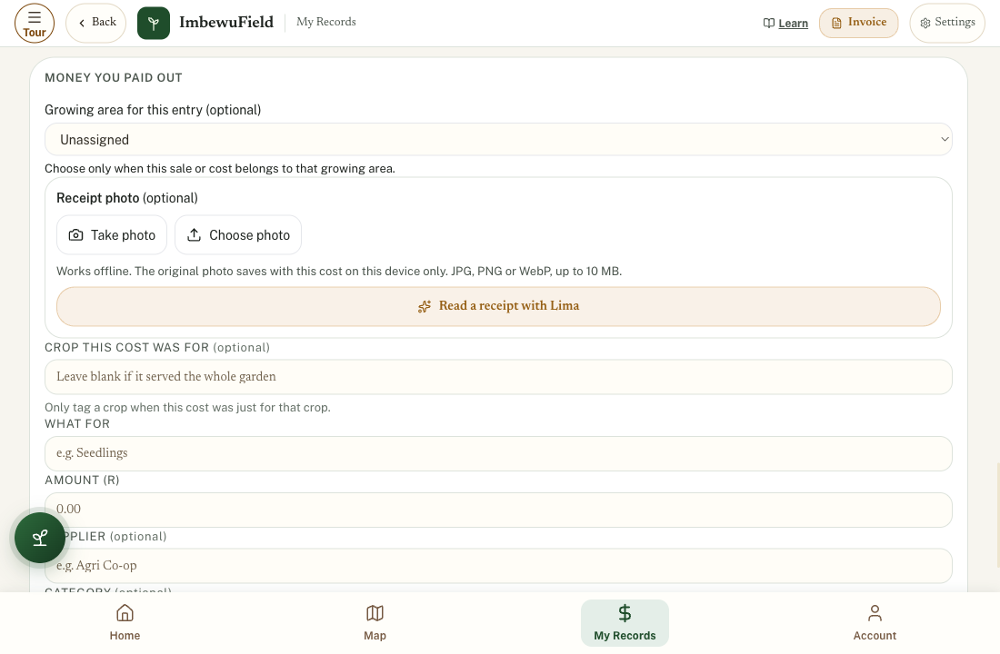 Tour
Back
ImbewuField
My Records
Learn
Invoice
Settings
MONEY YOU PAID OUT
Growing area for this entry (optional)
Unassigned
Choose only when this sale or cost belongs to that growing area.
Receipt photo (optional)
Take photo
Choose photo
Works offline. The original photo saves with this cost on this device only. JPG, PNG or WebP, up to 10 MB.
Read a receipt with Lima
CROP THIS COST WAS FOR (optional)
Leave blank if it served the whole garden
Only tag a crop when this cost was just for that crop.
WHAT FOR
e.g. Seedlings
AMOUNT (R)
0.00
PPLIER (optional)
e.g. Agri Co-op
CATEGORY (optional)
Home
Map
My Records
Account